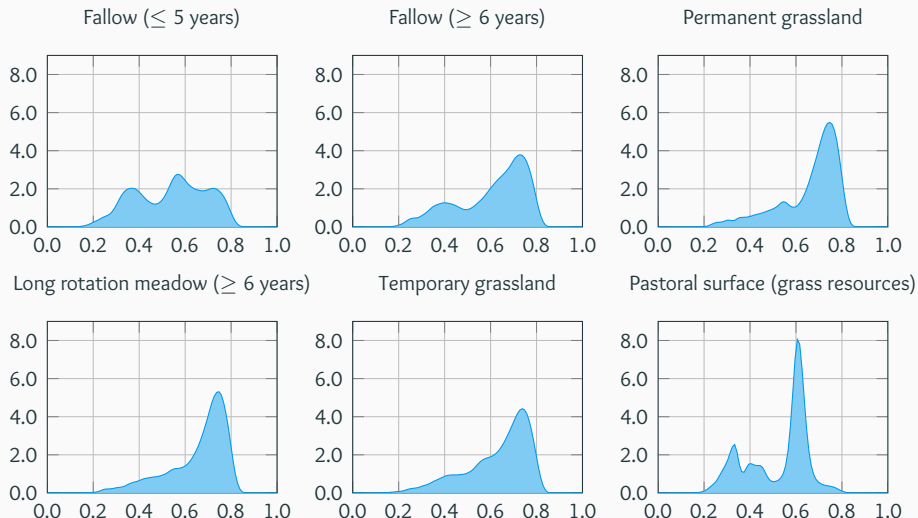 Fallow (≤ 5 years)
Fallow (≥ 6 years)
Permanent grassland
8.0
6.0
4.0
2.0
0.0
0.0 0.2 0.4 0.6 0.8 1.0
8.0
6.0
4.0
2.0
0.0
0.0 0.2 0.4 0.6 0.8 1.0
8.0
6.0
4.0
2.0
0.0
0.0 0.2 0.4 0.6 0.8 1.0
Long rotation meadow (≥ 6 years)
Temporary grassland
Pastoral surface (grass resources)
8.0
6.0
4.0
2.0
0.0
0.0 0.2 0.4 0.6 0.8 1.0
8.0
6.0
4.0
2.0
0.0
0.0 0.2 0.4 0.6 0.8 1.0
8.0
6.0
4.0
2.0
0.0
0.0 0.2 0.4 0.6 0.8 1.0